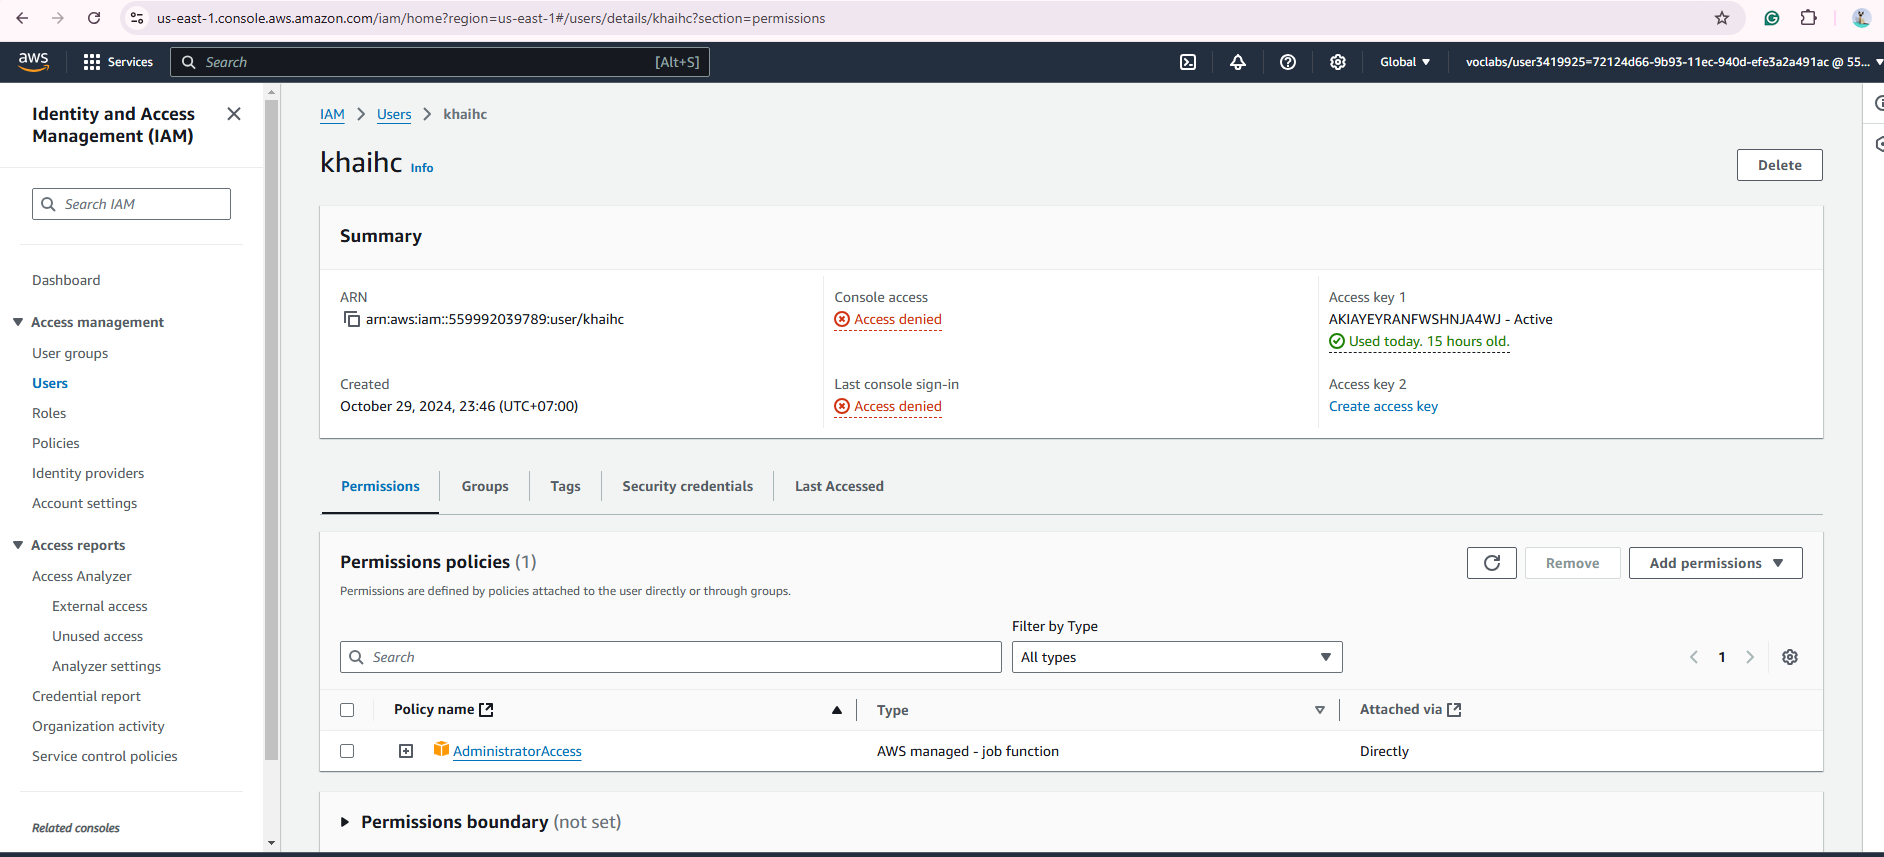 us-east-1.console.aws.amazon.com/iam/home?region=us-east-1#/users/details/khaihc?section=permissions
aws
Services
Search
[Alt+S]
Global
voclabs/user3419925=72124d66-9b93-11ec-940d-efe3a2a491ac @ 55...
Identity and Access
Management (IAM)
Search IAM
Dashboard
Access management
User groups
Users
Roles
Policies
Identity providers
Account settings
Access reports
Access Analyzer
External access
Unused access
Analyzer settings
Credential report
Organization activity
Service control policies
Related consoles
IAM > Users > khaihc
khaihc Info
Delete
Summary
ARN
arn:aws:iam::559992039789:user/khaihc
Created
October 29, 2024, 23:46 (UTC+07:00)
Console access
Access denied
Last console sign-in
Access denied
Access key 1
AKIAYEYRANFWSHNJA4WJ - Active
Used today. 15 hours old.
Access key 2
Create access key
Permissions
Groups
Tags
Security credentials
Last Accessed
Permissions policies (1)
Permissions are defined by policies attached to the user directly or through groups.
Remove
Add permissions
Filter by Type
Search
All types
1
Policy name
Type
Attached via
AdministratorAccess
AWS managed - job function
Directly
Permissions boundary (not set)